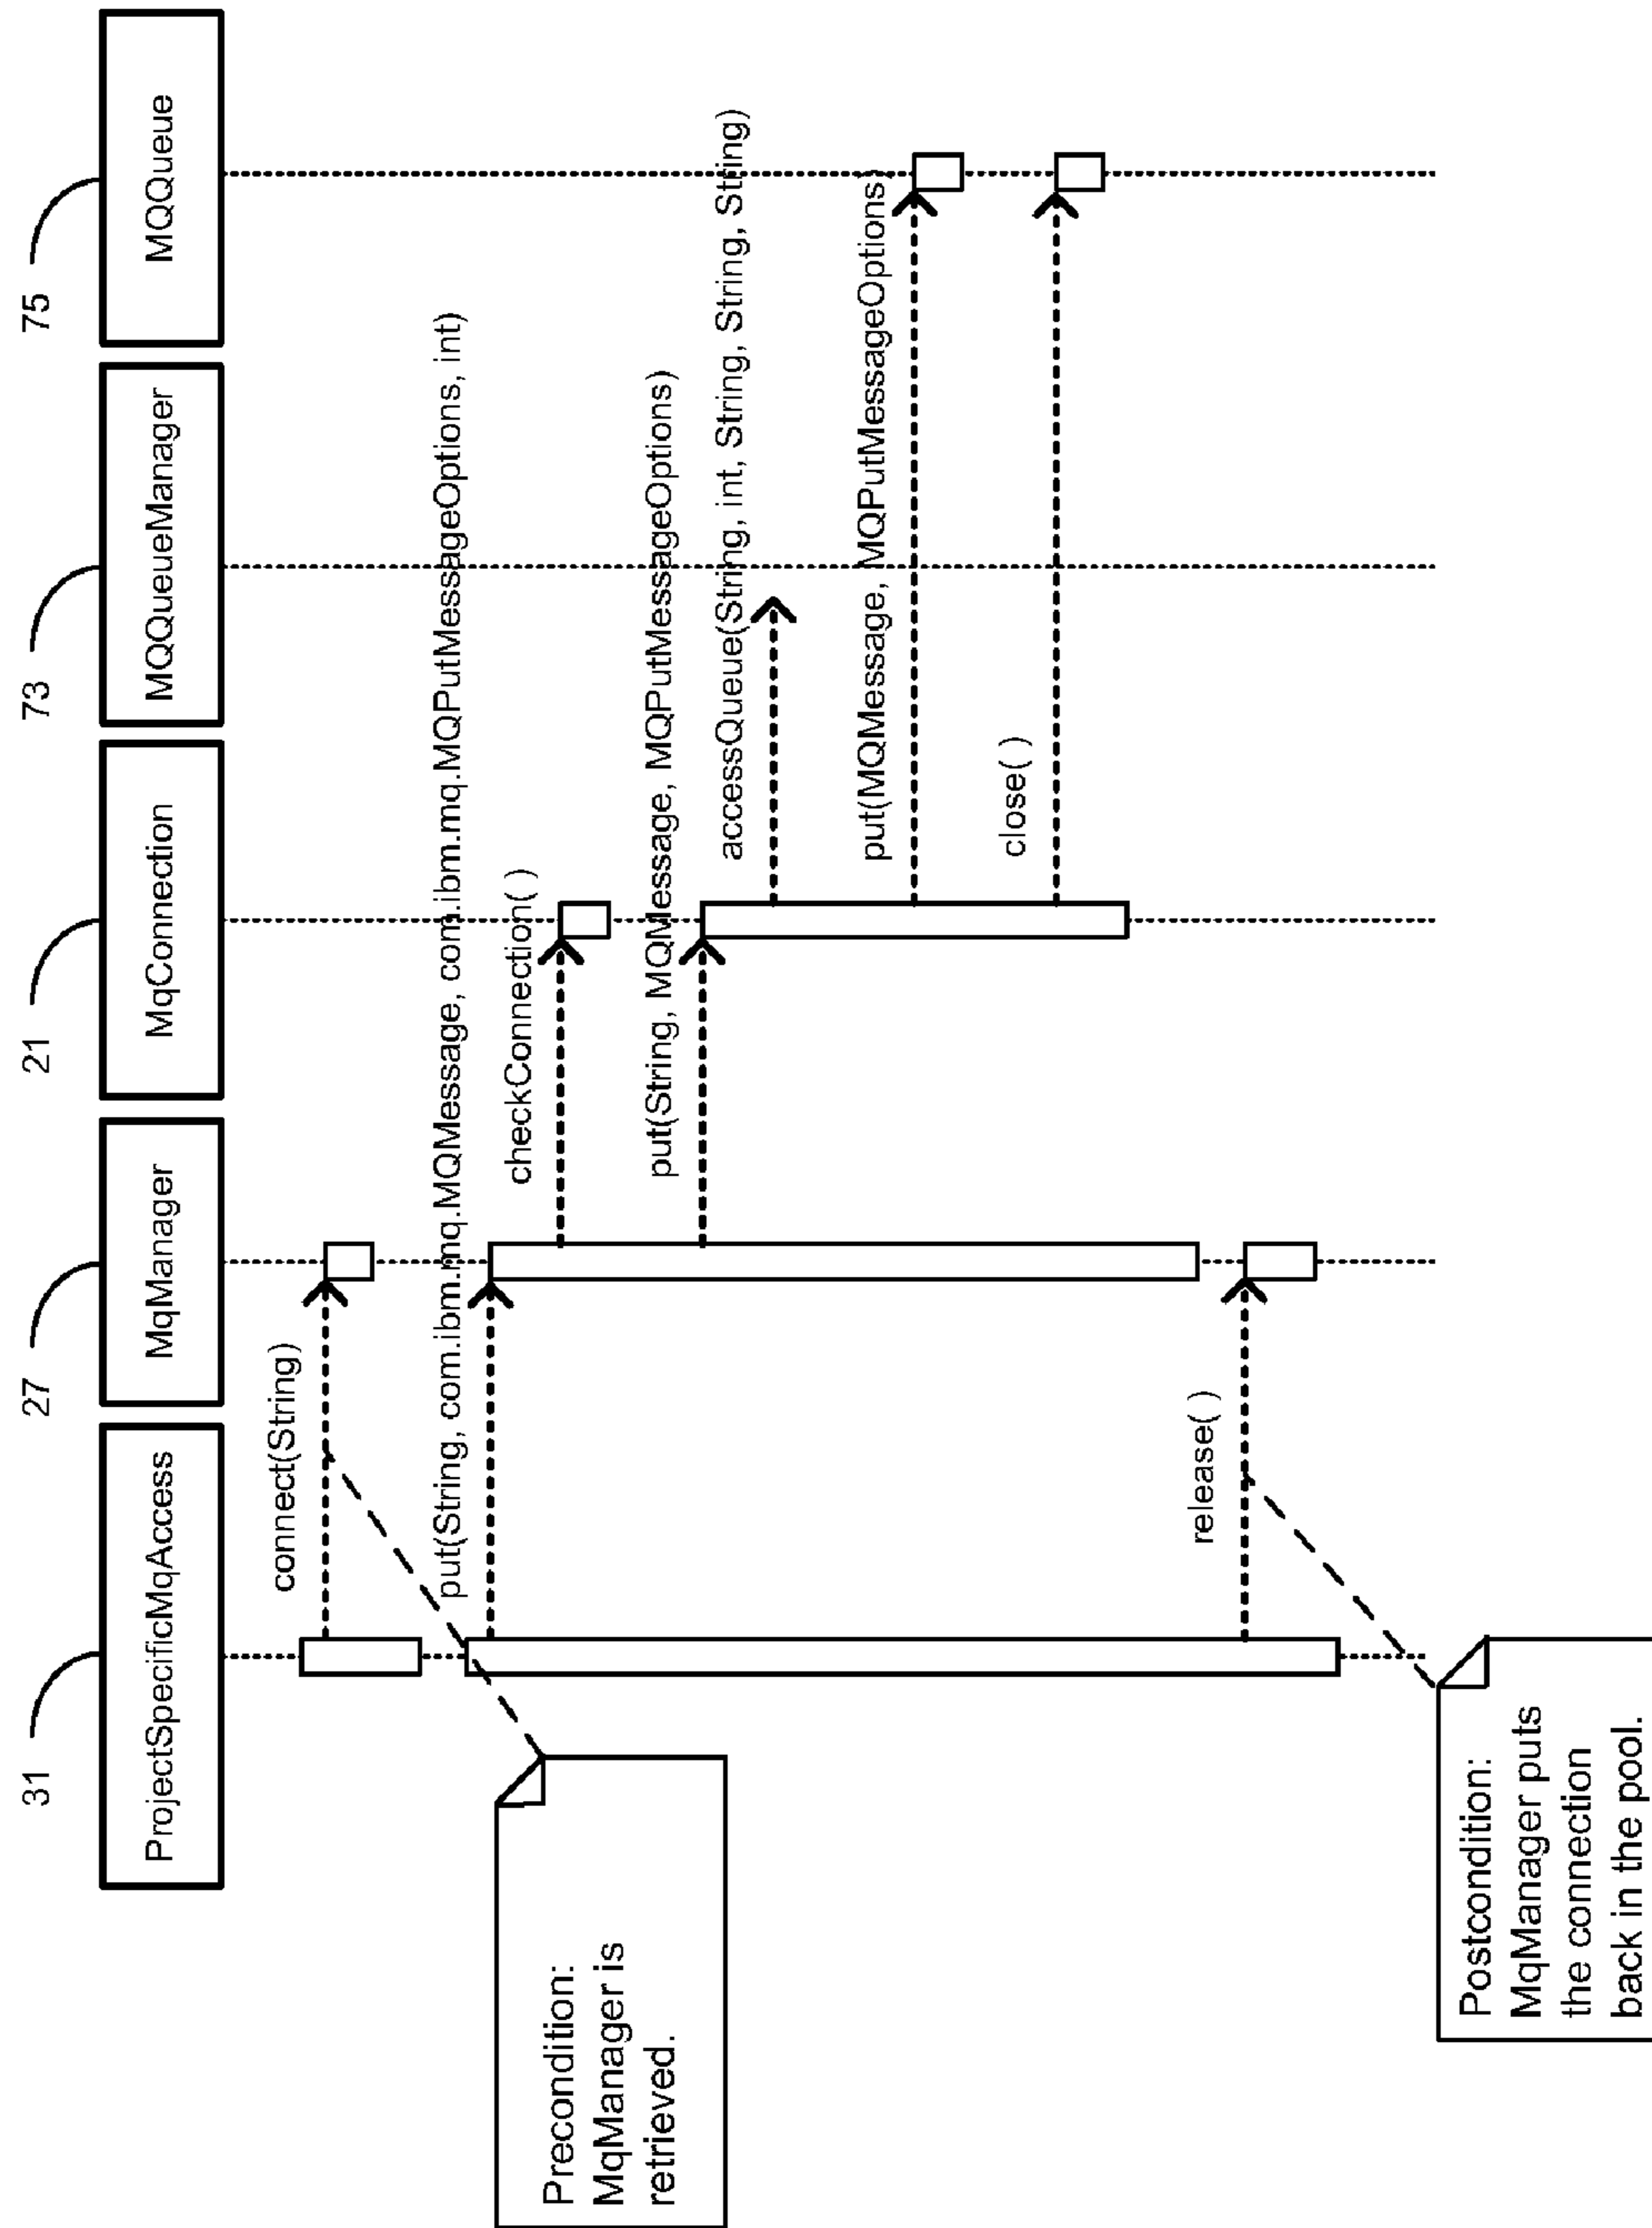 31
27
21
73
75
ProjectSpecificMqAccess
MqManager
MqConnection
MQQueueManager
MQQueue
connect(String)
put(String, com.ibm.mq.MQMessage, com.ibm.mq.MQPutMessageOptions, int)
checkConnection( )
put(String, MQMessage, MQPutMessageOptions)
accessQueue(String, int, String, String, String)
put(MQMessage, MQPutMessageOptions)
close( )
release( )
Precondition:
MqManager is
retrieved.
Postcondition:
MqManager puts
the connection
back in the pool.